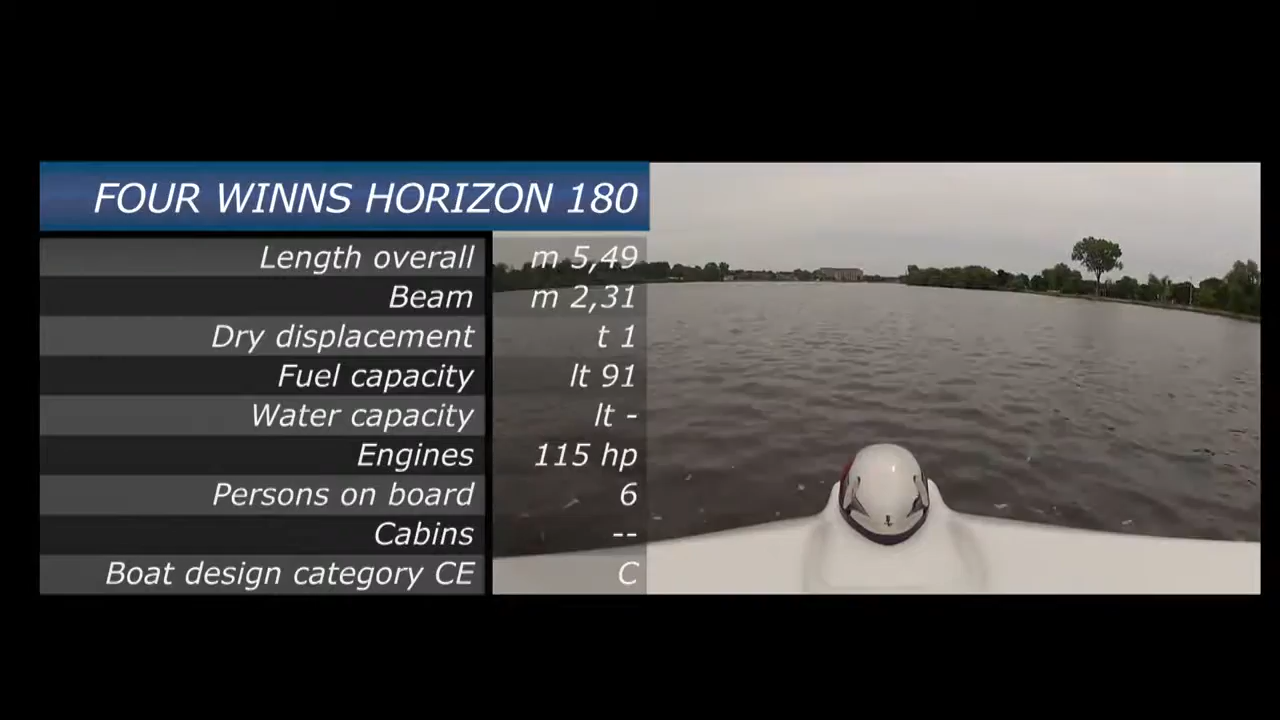 FOUR WINNS HORIZON 180
Length overall m 5,49
Beam m 2,31
Dry displacement t 1
Fuel capacity lt 91
Water capacity lt -
Engines 115 hp
Persons on board 6
Cabins --
Boat design category CE C